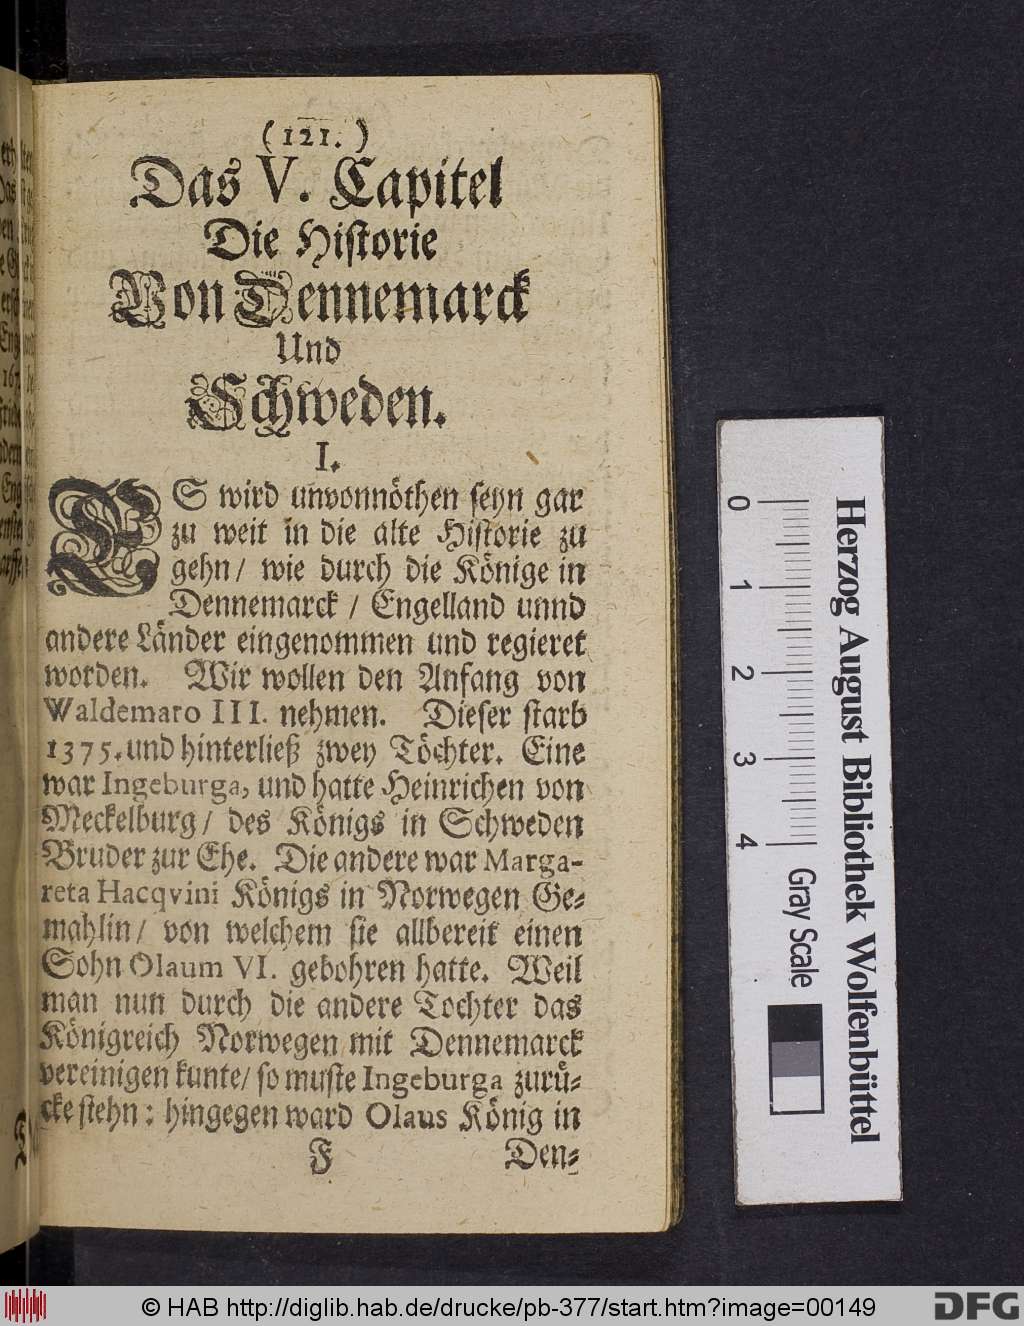 (121.)
Das V. Capitel
Die Historie
Von Dennemarck
Und
Schweden.
I.
ES wird unvonnöthen seyn gar
zu weit in die alte Historie zu
gehn / wie durch die Könige in
Dennemarck / Engelland unnd
andere Länder eingenommen und regieret
worden. Wir wollen den Anfang von
Waldemaro III. nehmen. Dieser starb
1375. und hinterließ zwey Töchter. Eine
war Ingeburga, und hatte Heinrichen von
Meckelburg / des Königs in Schweden
Bruder zur Ehe. Die andere war Marga-
reta Hacqvini Königs in Norwegen Ge-
mahlin / von welchem sie allbereit einen
Sohn Olaum VI. gebohren hatte. Weil
man nun durch die andere Tochter das
Königreich Norwegen mit Dennemarck
vereinigen kunte / so muste Ingeburga zurü-
cke stehn: hingegen ward Olaus König in
F Den-
0 1 2 3 4
Gray Scale
Herzog August Bibliothek Wolfenbüttel
© HAB http://diglib.hab.de/drucke/pb-377/start.htm?image=00149
DFG